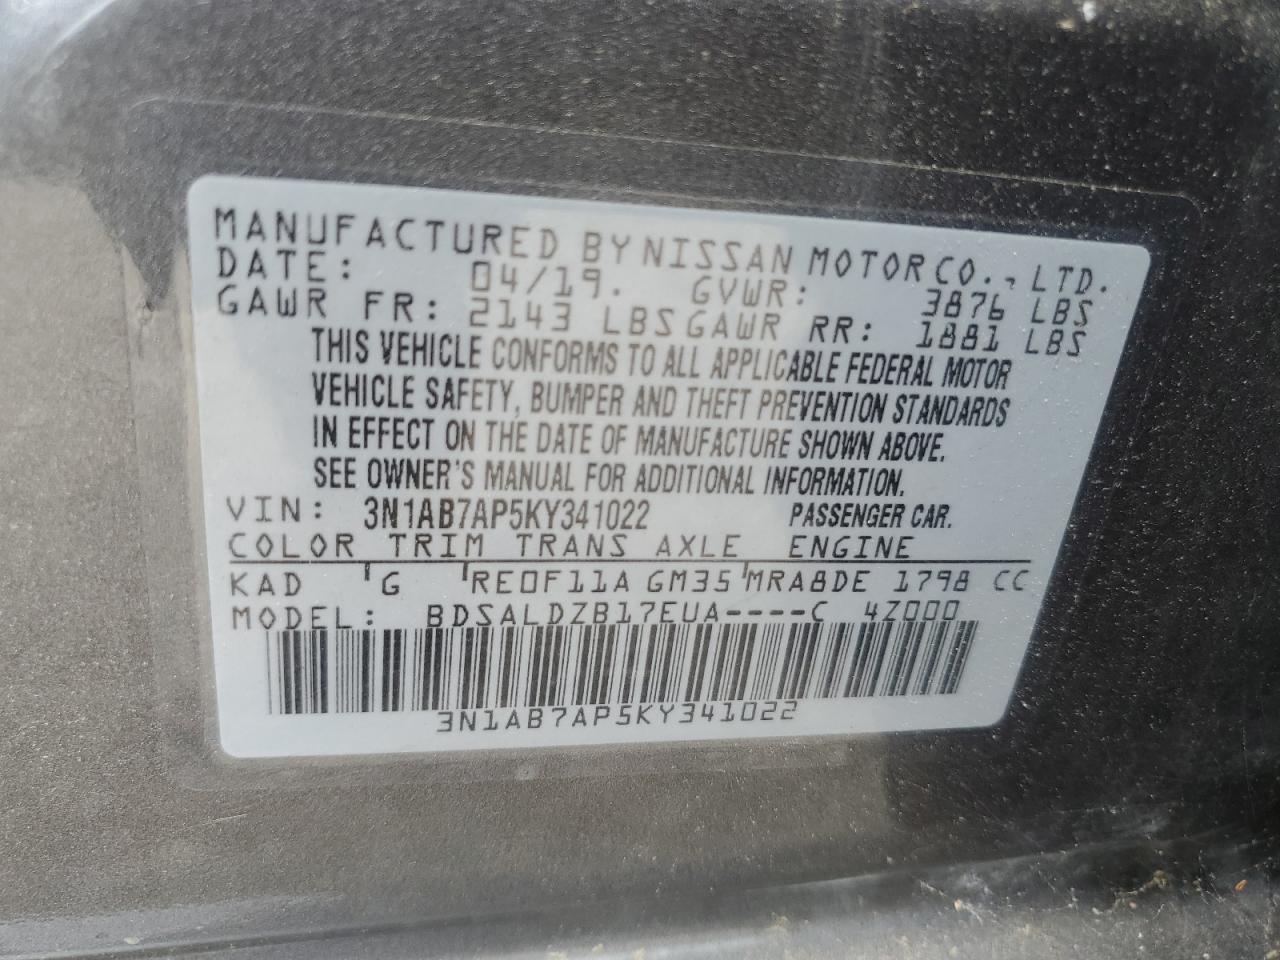 MANUFACTURED BY NISSAN MOTOR CO., LTD.
DATE: 04/19. GVWR: 3876 LBS
GAWR FR: 2143 LBS GAWR RR: 1881 LBS
THIS VEHICLE CONFORMS TO ALL APPLICABLE FEDERAL MOTOR
VEHICLE SAFETY, BUMPER AND THEFT PREVENTION STANDARDS
IN EFFECT ON THE DATE OF MANUFACTURE SHOWN ABOVE.
SEE OWNER'S MANUAL FOR ADDITIONAL INFORMATION.
VIN: 3N1AB7AP5KY341022 PASSENGER CAR.
COLOR TRIM TRANS AXLE ENGINE
KAD G RE0F11A GM35 MRA8DE 1798 CC
MODEL: BDSALDZB17EUA----C 4Z000
3N1AB7AP5KY341022